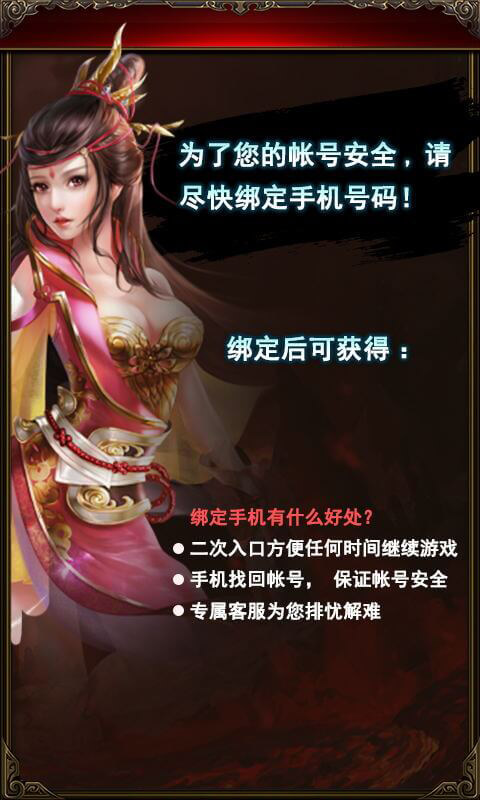 为了您的帐号安全，请
尽快绑定手机号码！
绑定后可获得：
绑定手机有什么好处？
●二次入口方便任何时间继续游戏
●手机找回帐号， 保证帐号安全
●专属客服为您排忧解难